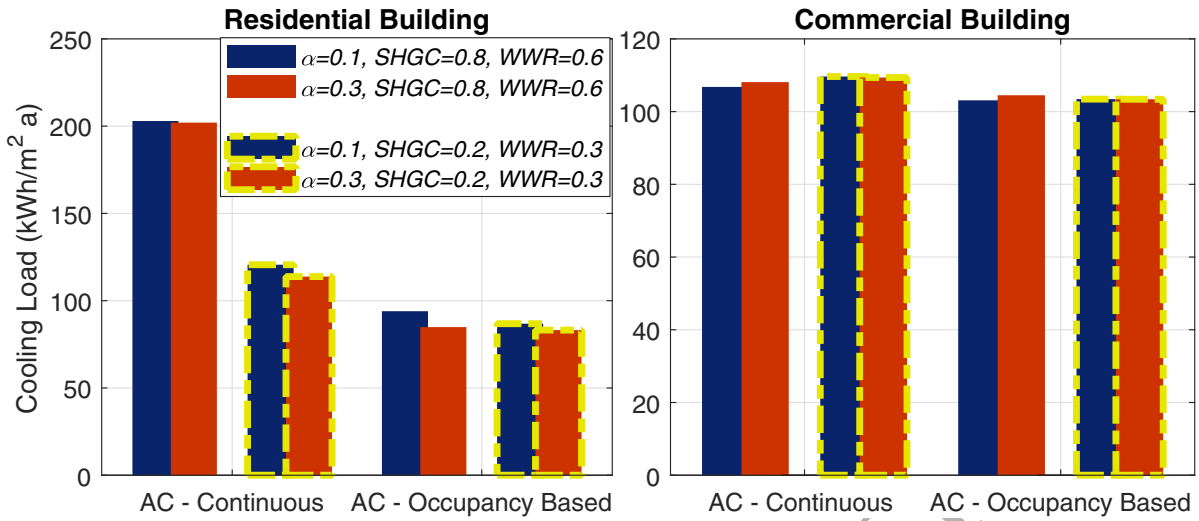 Residential Building
Commercial Building
Cooling Load (kWh/m² a)
250
200
150
100
50
0
α=0.1, SHGC=0.8, WWR=0.6
α=0.3, SHGC=0.8, WWR=0.6
α=0.1, SHGC=0.2, WWR=0.3
α=0.3, SHGC=0.2, WWR=0.3
AC - Continuous
AC - Occupancy Based
120
100
80
60
40
20
0
AC - Continuous
AC - Occupancy Based